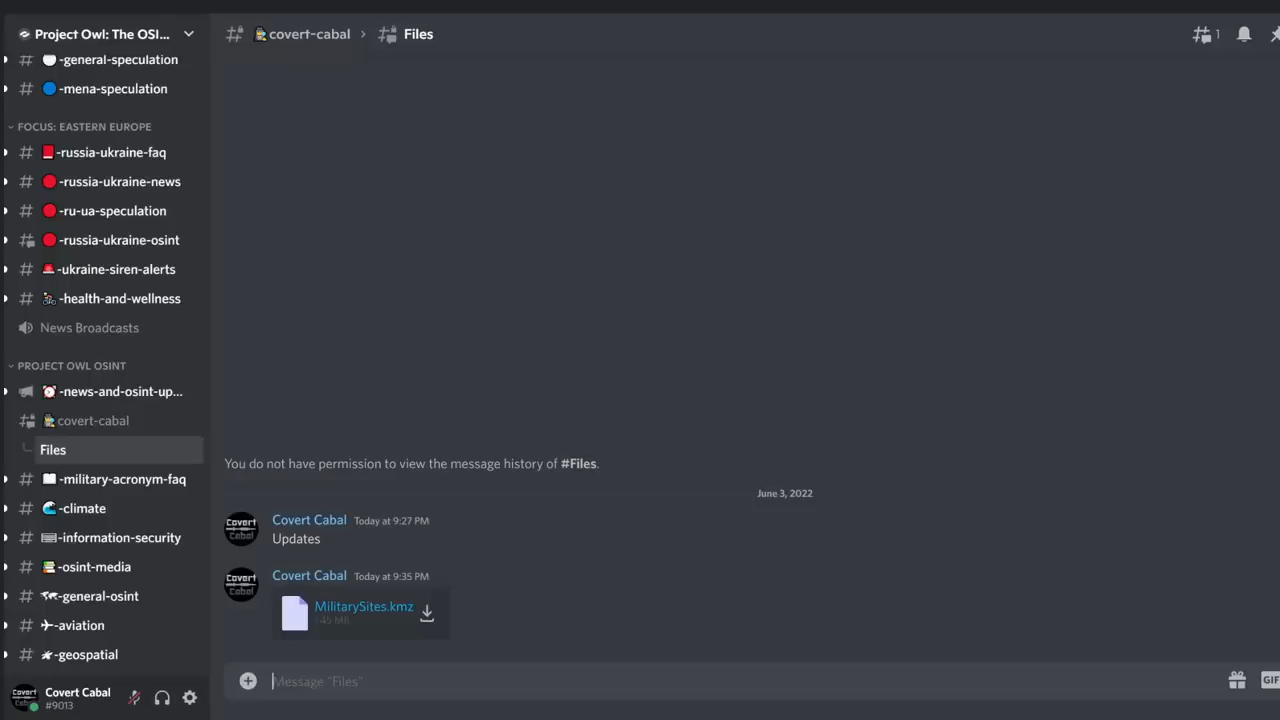 Project Owl: The OSI...
-general-speculation
-mena-speculation
FOCUS: EASTERN EUROPE
-russia-ukraine-faq
-russia-ukraine-news
-ru-ua-speculation
-russia-ukraine-osint
-ukraine-siren-alerts
-health-and-wellness
News Broadcasts
PROJECT OWL OSINT
-news-and-osint-up...
covert-cabal
Files
-military-acronym-faq
-climate
-information-security
-osint-media
-general-osint
-aviation
-geospatial
Covert Cabal
#9013
covert-cabal › Files
1
You do not have permission to view the message history of #Files.
June 3, 2022
Covert Cabal Today at 9:27 PM
Updates
Covert Cabal Today at 9:35 PM
MilitarySites.kmz
Message "Files"
GIF